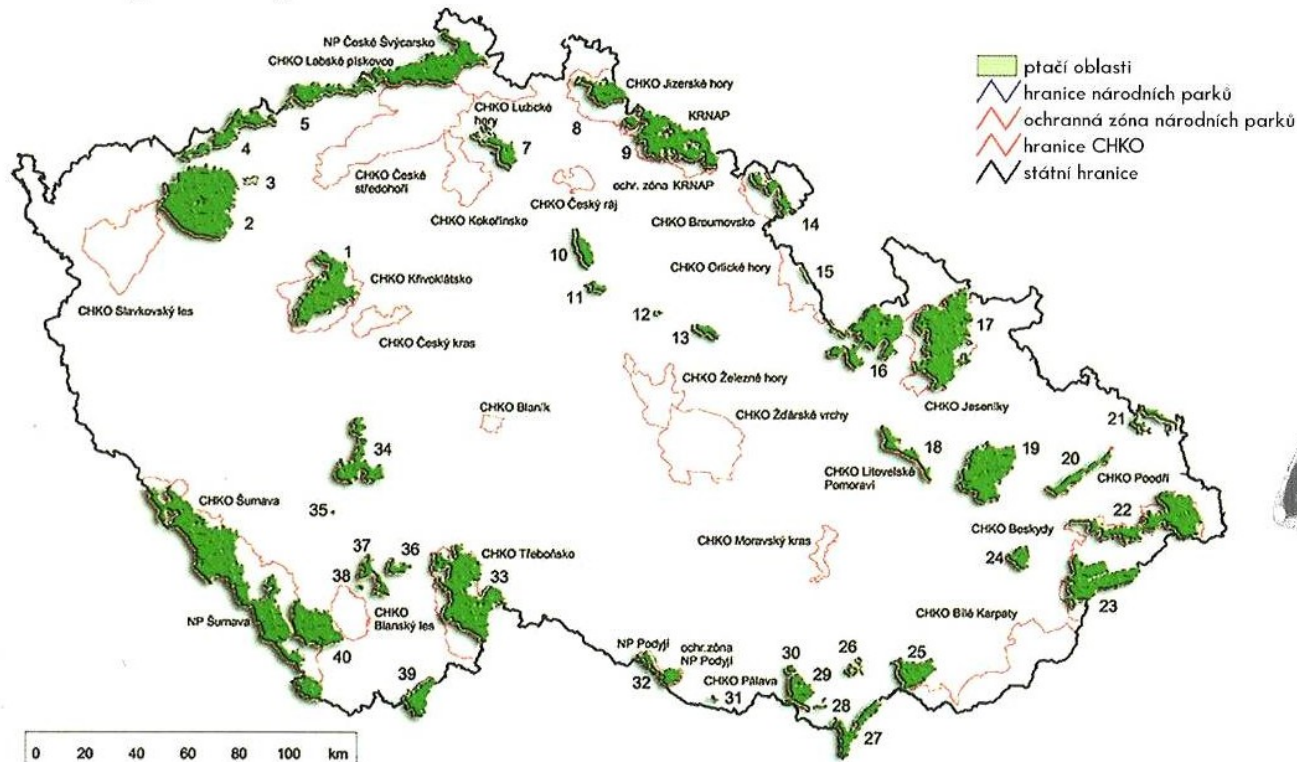 NP České Švýcarsko
CHKO Labské pískovce
CHKO Jizerské hory
CHKO Lužické
hory
KRNAP
5
4
8
7
9
3
2
CHKO České
středohoří
ochr. zóna KRNAP
CHKO Český ráj
CHKO Kokořínsko
CHKO Broumovsko
14
1
10
CHKO Křivoklátsko
CHKO Orlické hory
15
11
CHKO Slavkovský les
12
13
17
CHKO Český kras
16
CHKO Železné hory
CHKO Jeseníky
CHKO Blaník
CHKO Žďárské vrchy
21
34
18
19
20
CHKO Litovelské
Pomoraví
CHKO Poodří
CHKO Šumava
35
22
CHKO Beskydy
CHKO Moravský kras
24
37
36
CHKO Třeboňsko
38
33
23
CHKO
Blanský les
CHKO Bílé Karpaty
NP Šumava
40
NP Podyjí
ochr.zóna
NP Podyjí
30
26
25
39
32
CHKO Pálava
29
31
28
27
0 20 40 60 80 100 km
ptačí oblasti
hranice národních parků
ochranná zóna národních parků
hranice CHKO
státní hranice